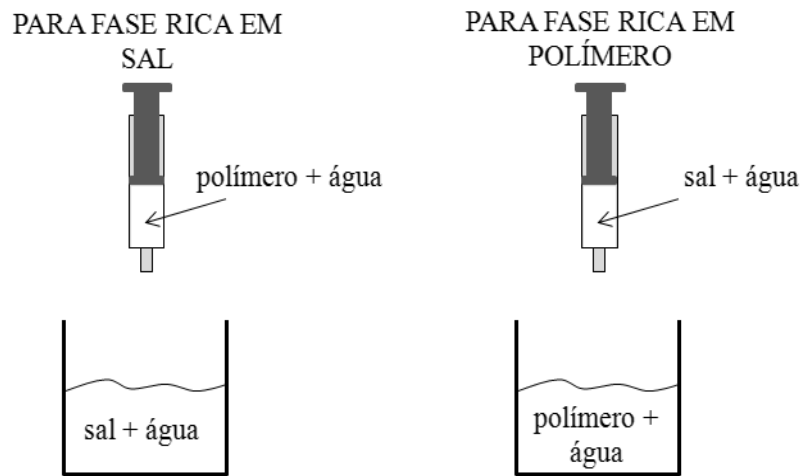 PARA FASE RICA EM
SAL
polímero + água
sal + água
PARA FASE RICA EM
POLÍMERO
sal + água
polímero +
água